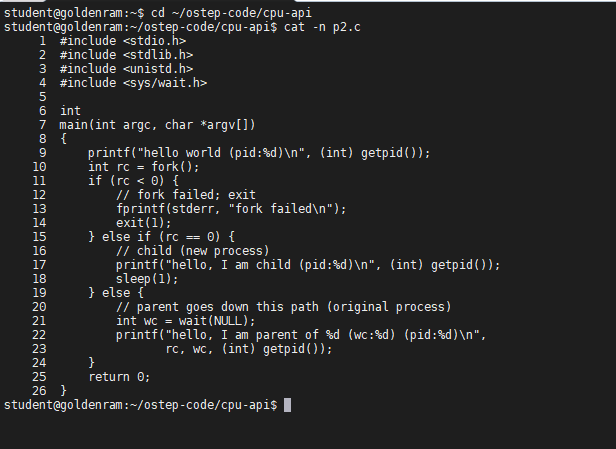 student@goldenram:~$ cd ~/ostep-code/cpu-api
student@goldenram:~/ostep-code/cpu-api$ cat -n p2.c
     1  #include <stdio.h>
     2  #include <stdlib.h>
     3  #include <unistd.h>
     4  #include <sys/wait.h>
     5
     6  int
     7  main(int argc, char *argv[])
     8  {
     9      printf("hello world (pid:%d)\n", (int) getpid());
    10      int rc = fork();
    11      if (rc < 0) {
    12          // fork failed; exit
    13          fprintf(stderr, "fork failed\n");
    14          exit(1);
    15      } else if (rc == 0) {
    16          // child (new process)
    17          printf("hello, I am child (pid:%d)\n", (int) getpid());
    18          sleep(1);
    19      } else {
    20          // parent goes down this path (original process)
    21          int wc = wait(NULL);
    22          printf("hello, I am parent of %d (wc:%d) (pid:%d)\n",
    23                 rc, wc, (int) getpid());
    24      }
    25      return 0;
    26  }
student@goldenram:~/ostep-code/cpu-api$